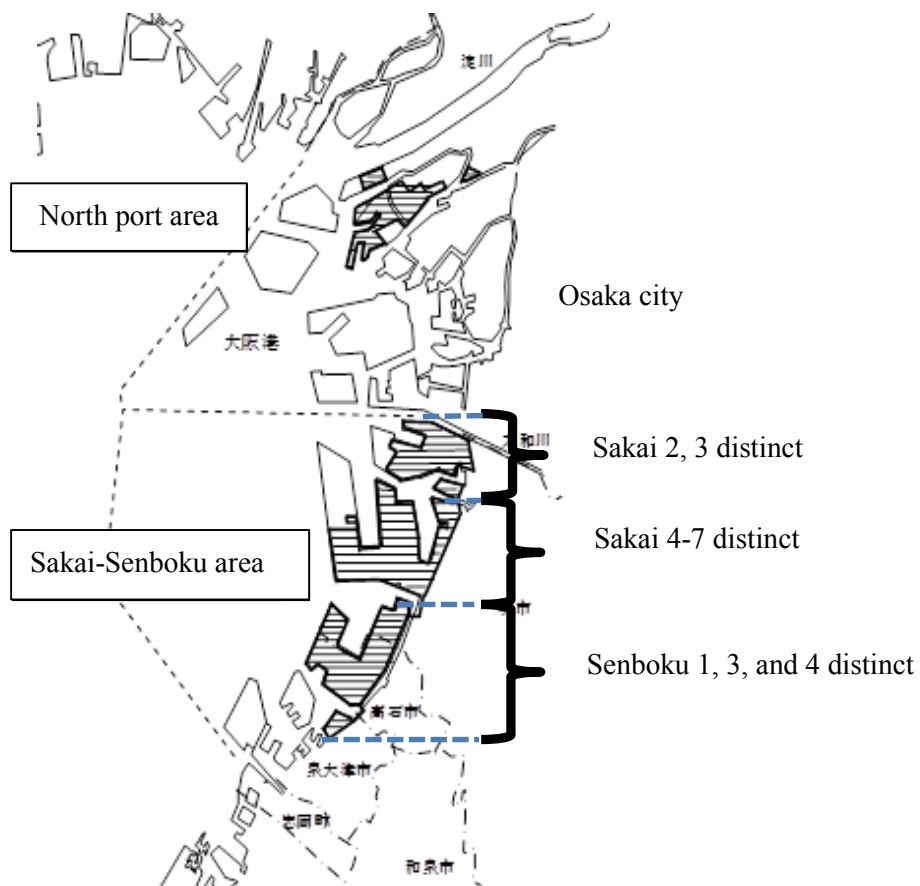 淀川
North port area
Osaka city
大阪港
和川
Sakai 2, 3 distinct
Sakai 4-7 distinct
Sakai-Senboku area
市
Senboku 1, 3, and 4 distinct
高石市
泉大津市
忠岡町
和泉市